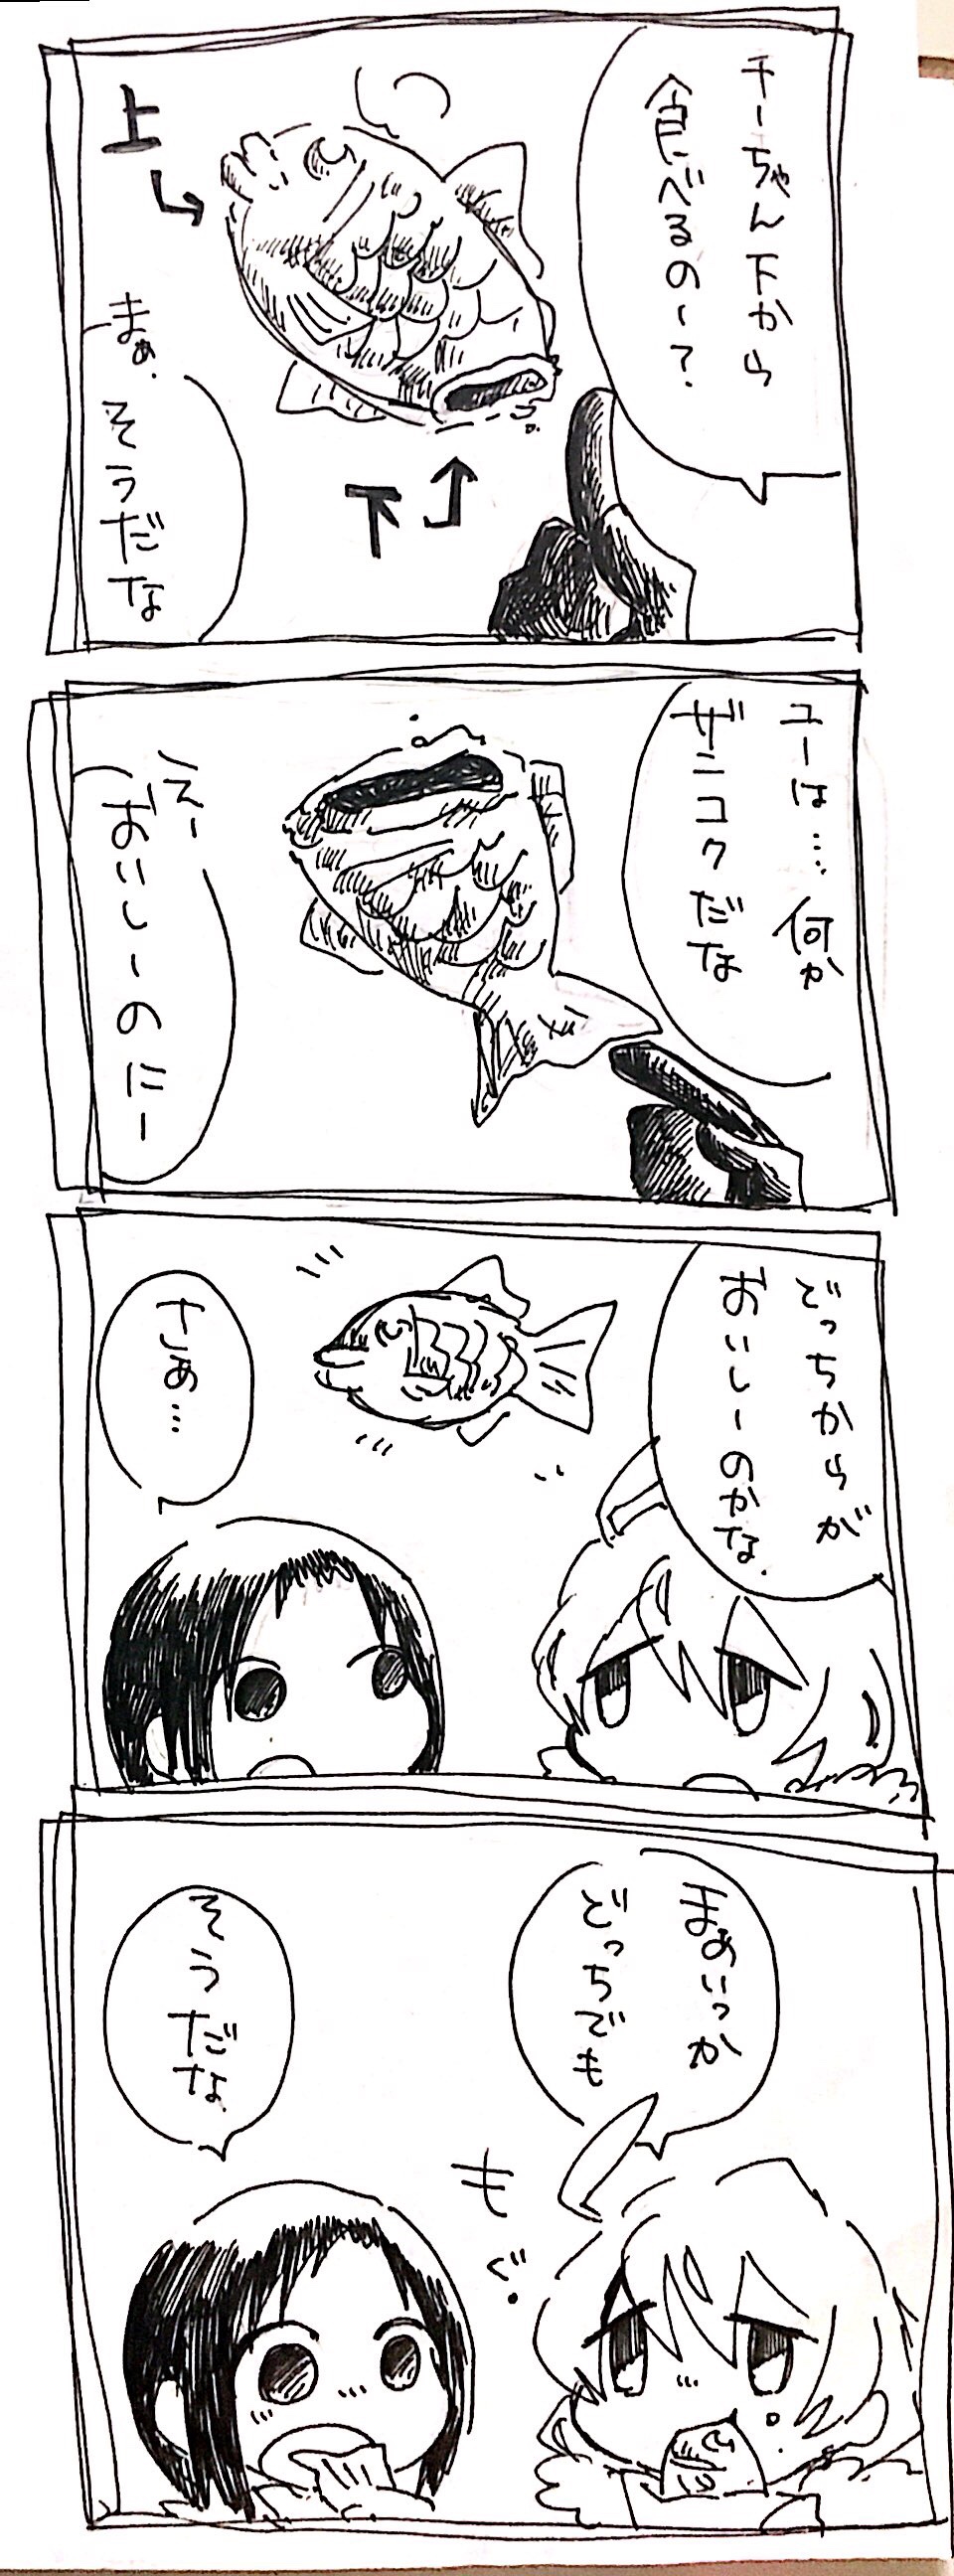 チーちゃん下から
食べるのー?
上
下
まぁ.
そうだな
ユーは…何か
ザンコクだな
えー
おいしーのにー
どっちからが
おいしーのかな.
さぁ…
まぁいっか
どっちでも
そうだな
もぐ.